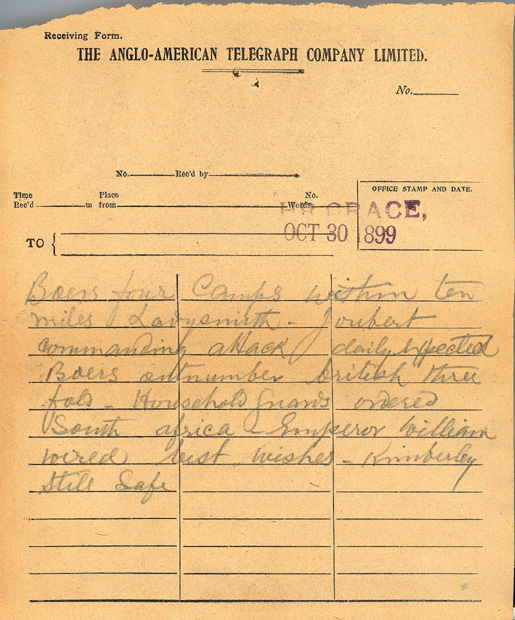 Receiving Form.
THE ANGLO-AMERICAN TELEGRAPH COMPANY LIMITED.
No.
No. Rec'd by
Time Place No.
Rec'd m from Words
OFFICE STAMP AND DATE.
HR GRACE,
OCT 30 1899
TO
Boers four Camps within ten
miles Ladysmith - Joubert
commanding attack daily expected
Boers outnumber british three
fold - Household guards ordered
South africa - Emperor William
wired best wishes - Kimberley
Still Safe